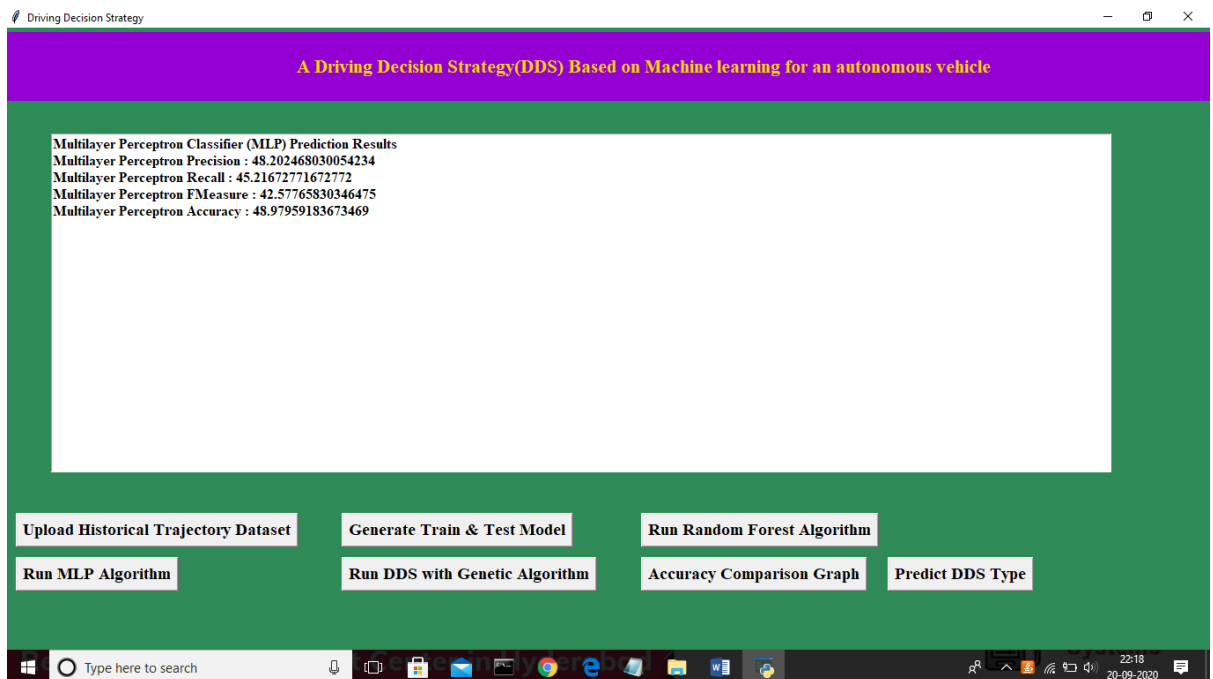 Driving Decision Strategy
A Driving Decision Strategy(DDS) Based on Machine learning for an autonomous vehicle
Multilayer Perceptron Classifier (MLP) Prediction Results
Multilayer Perceptron Precision : 48.202468030054234
Multilayer Perceptron Recall : 45.21672771672772
Multilayer Perceptron FMeasure : 42.57765830346475
Multilayer Perceptron Accuracy : 48.97959183673469
Upload Historical Trajectory Dataset
Generate Train & Test Model
Run Random Forest Algorithm
Run MLP Algorithm
Run DDS with Genetic Algorithm
Accuracy Comparison Graph
Predict DDS Type
Type here to search
22:18
20-09-2020